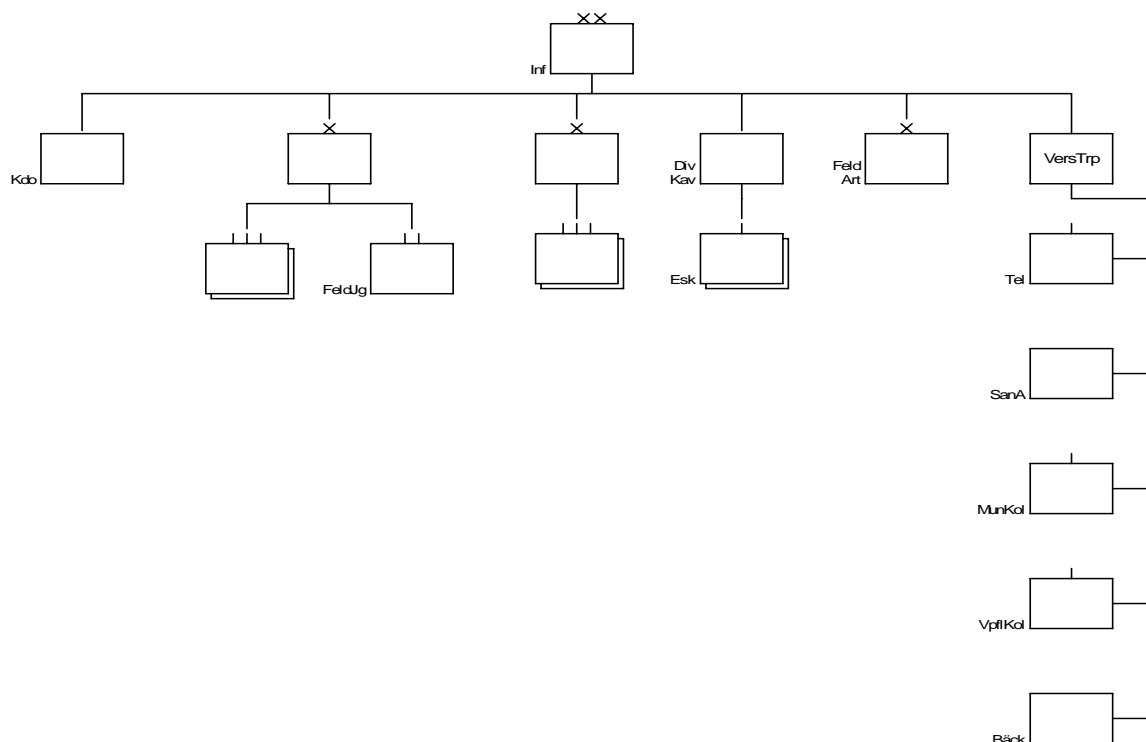 Inf
Kdo
Div
Kav
Feld
Art
VersTrp
FeldJg
Esk
Tel
SanA
MunKol
VpflKol
Bäck